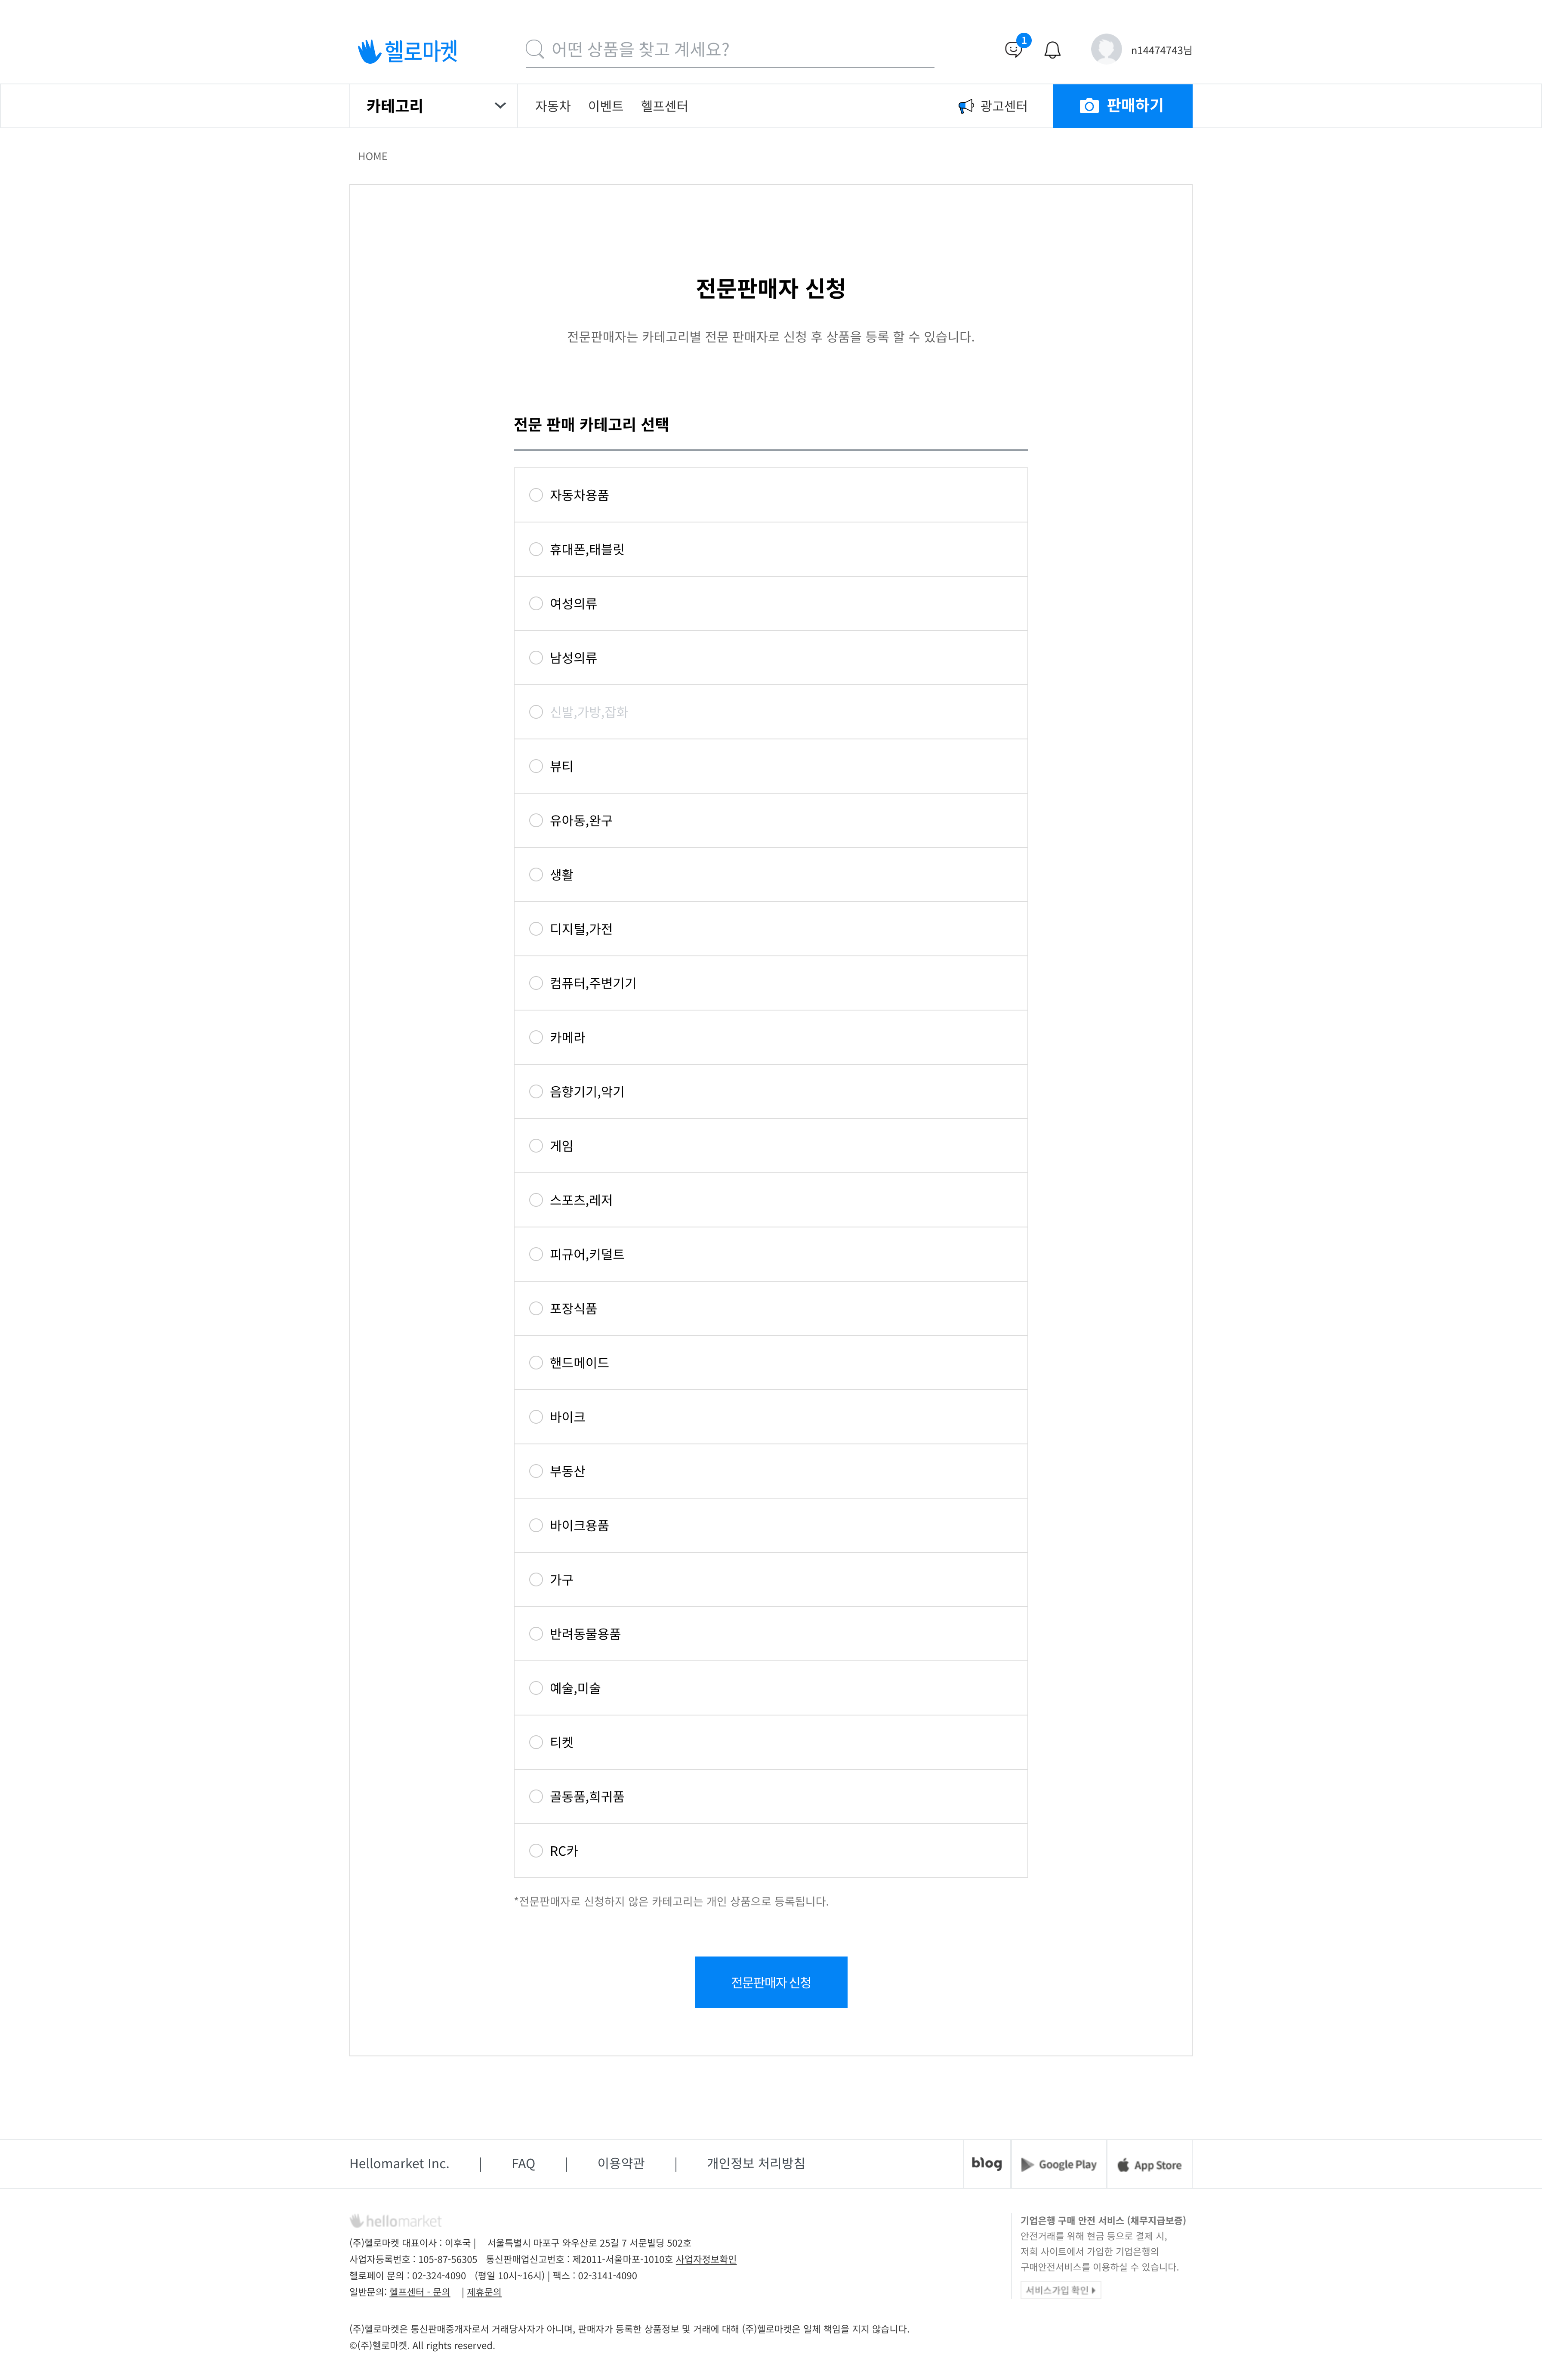 헬로마켓
어떤 상품을 찾고 계세요?
1
n14474743님
카테고리
자동차
이벤트
헬프센터
광고센터
판매하기
HOME
전문판매자 신청
전문판매자는 카테고리별 전문 판매자로 신청 후 상품을 등록 할 수 있습니다.
전문 판매 카테고리 선택
자동차용품
휴대폰,태블릿
여성의류
남성의류
신발,가방,잡화
뷰티
유아동,완구
생활
디지털,가전
컴퓨터,주변기기
카메라
음향기기,악기
게임
스포츠,레저
피규어,키덜트
포장식품
핸드메이드
바이크
부동산
바이크용품
가구
반려동물용품
예술,미술
티켓
골동품,희귀품
RC카
*전문판매자로 신청하지 않은 카테고리는 개인 상품으로 등록됩니다.
전문판매자 신청
Hellomarket Inc. | FAQ | 이용약관 | 개인정보 처리방침
blog
Google Play
App Store
hellomarket
(주)헬로마켓 대표이사 : 이후국 | 서울특별시 마포구 와우산로 25길 7 서문빌딩 502호
사업자등록번호 : 105-87-56305 통신판매업신고번호 : 제2011-서울마포-1010호 사업자정보확인
헬로페이 문의 : 02-324-4090 (평일 10시~16시) | 팩스 : 02-3141-4090
일반문의: 헬프센터 - 문의 | 제휴문의
기업은행 구매 안전 서비스 (채무지급보증)
안전거래를 위해 현금 등으로 결제 시,
저희 사이트에서 가입한 기업은행의
구매안전서비스를 이용하실 수 있습니다.
서비스가입 확인
(주)헬로마켓은 통신판매중개자로서 거래당사자가 아니며, 판매자가 등록한 상품정보 및 거래에 대해 (주)헬로마켓은 일체 책임을 지지 않습니다.
©(주)헬로마켓. All rights reserved.